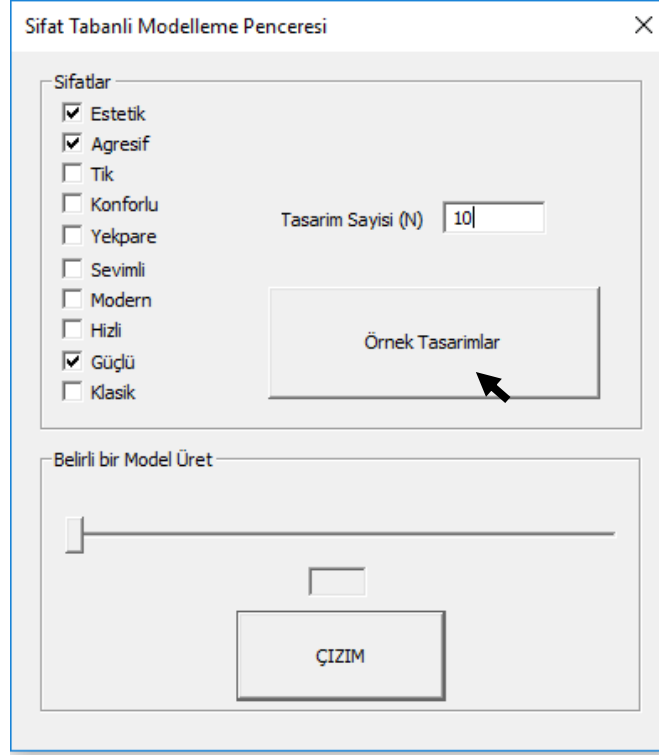 Sifat Tabanli Modelleme Penceresi
Sifatlar
Estetik
Agresif
Tik
Konforlu
Yekpare
Sevimli
Modern
Hizli
Güçlü
Klasik
Tasarim Sayisi (N) 10
Örnek Tasarimlar
Belirli bir Model Üret
ÇIZIM